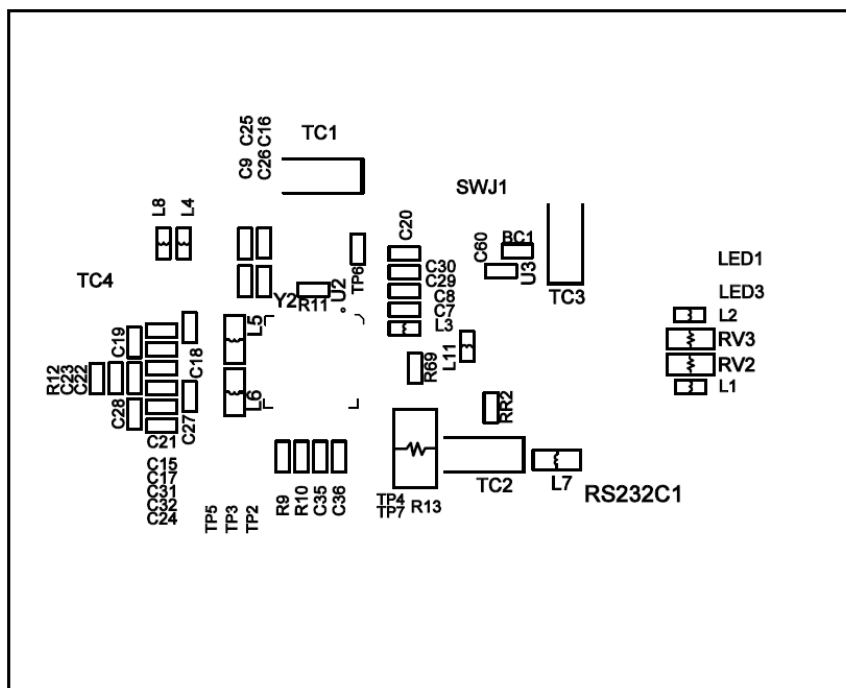 C25
C16
TC1
C9
C26
SWJ1
L8
L4
C20
C60
BC1
U3
TC4
TP6
C30
C29
C8
C7
L3
LED1
LED3
L2
TC3
Y2
R11
U2
L5
C19
C18
L11
R69
RV3
RV2
L1
R12
C23
C22
L6
C28
C27
C21
RR2
TC2
L7
RS232C1
C15
C17
C31
C32
C24
TP5
TP3
TP2
R9
R10
C35
C36
TP4
TP7
R13